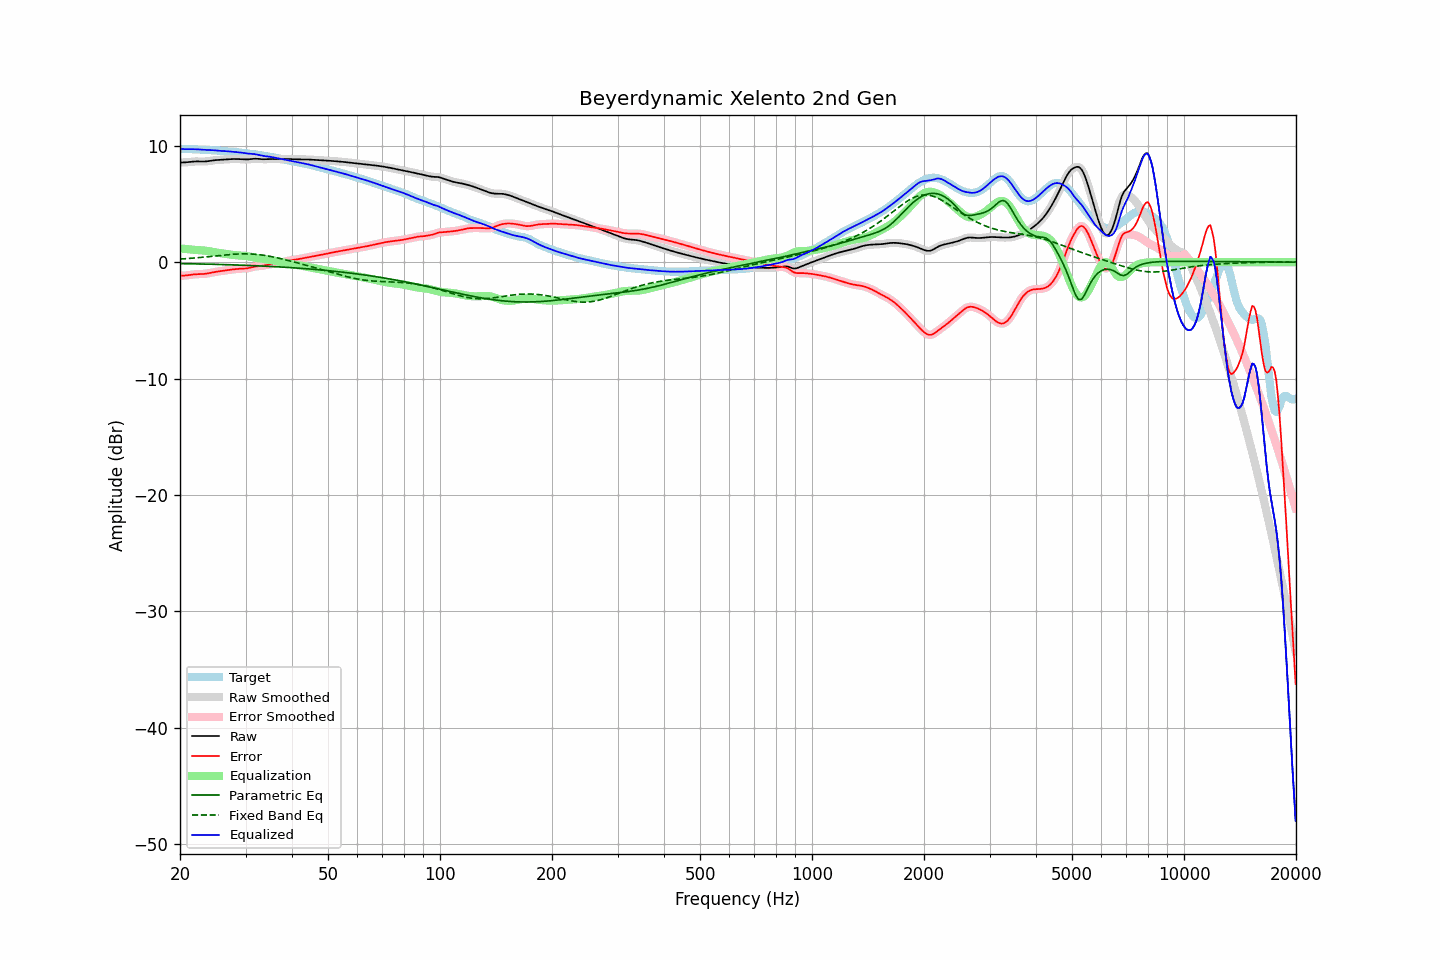 Beyerdynamic Xelento 2nd Gen
10
0
−10
−20
−30
−40
−50
Amplitude (dBr)
Target
Raw Smoothed
Error Smoothed
Raw
Error
Equalization
Parametric Eq
Fixed Band Eq
Equalized
20 50 100 200 500 1000 2000 5000 10000 20000
Frequency (Hz)